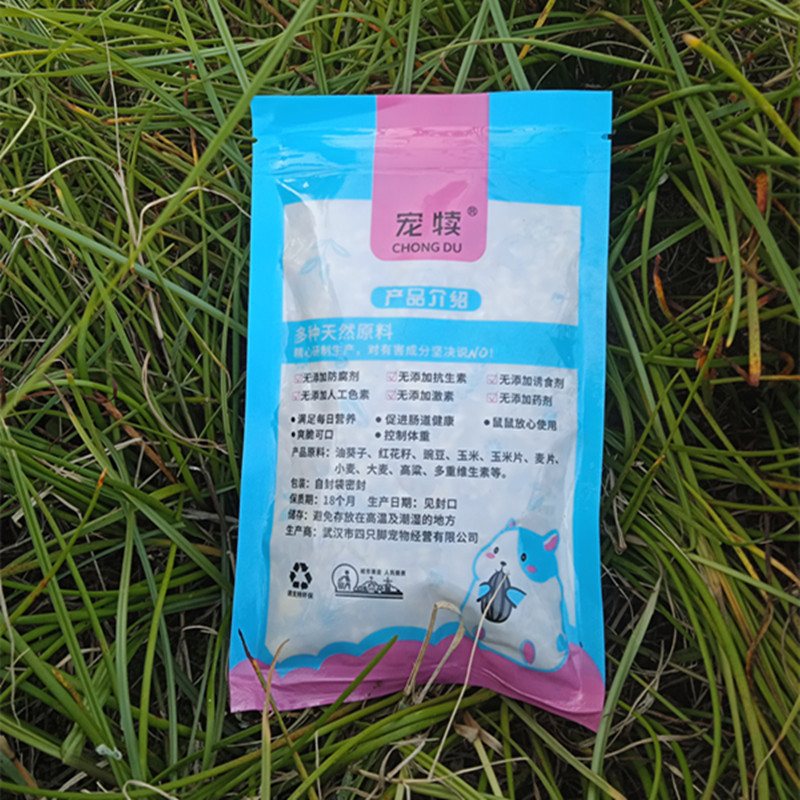 宠犊®
CHONG DU
产品介绍
多种天然原料
精心研制生产，对有害成分坚决说NO！
无添加防腐剂 无添加抗生素 无添加诱食剂
无添加人工色素 无添加激素 无添加药剂
•满足每日营养 •促进肠道健康 •鼠鼠放心使用
•爽脆可口 •控制体重
产品原料：油葵子、红花籽、豌豆、玉米、玉米片、麦片、
小麦、大麦、高粱、多重维生素等。
包装：自封袋密封
保质期：18个月 生产日期：见封口
储存：避免存放在高温及潮湿的地方
生产商：武汉市四只脚宠物经营有限公司